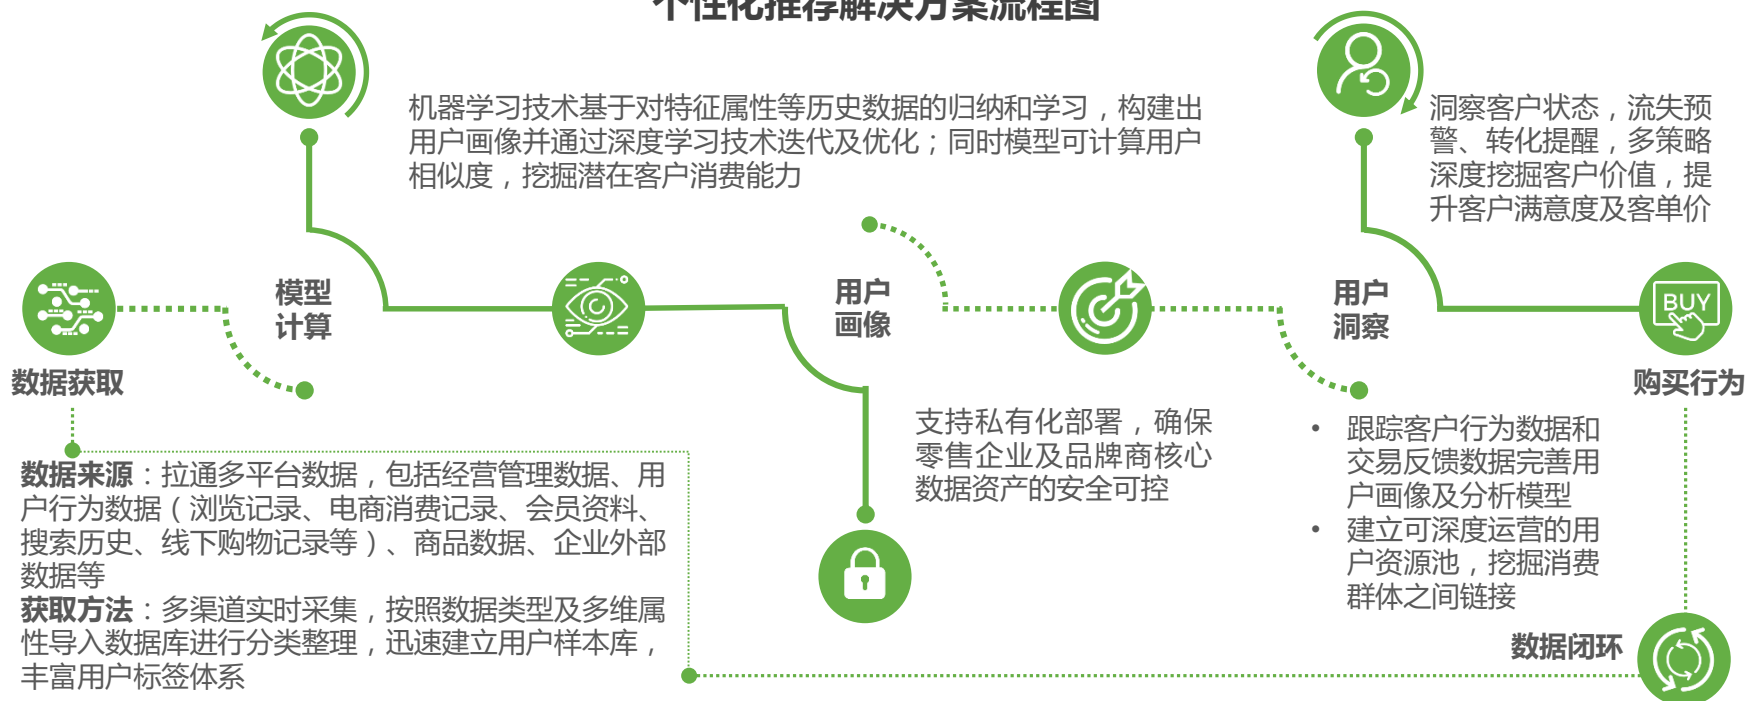 个性化推荐解决方案流程图
机器学习技术基于对特征属性等历史数据的归纳和学习，构建出
用户画像并通过深度学习技术迭代及优化；同时模型可计算用户
相似度，挖掘潜在客户消费能力
洞察客户状态，流失预
警、转化提醒，多策略
深度挖掘客户价值，提
升客户满意度及客单价
模型
计算
用户
画像
用户
洞察
BUY
数据获取
购买行为
支持私有化部署，确保
零售企业及品牌商核心
数据资产的安全可控
• 跟踪客户行为数据和
交易反馈数据完善用
户画像及分析模型
• 建立可深度运营的用
户资源池，挖掘消费
群体之间链接
数据来源：拉通多平台数据，包括经营管理数据、用
户行为数据（浏览记录、电商消费记录、会员资料、
搜索历史、线下购物记录等）、商品数据、企业外部
数据等
获取方法：多渠道实时采集，按照数据类型及多维属
性导入数据库进行分类整理，迅速建立用户样本库，
丰富用户标签体系
数据闭环